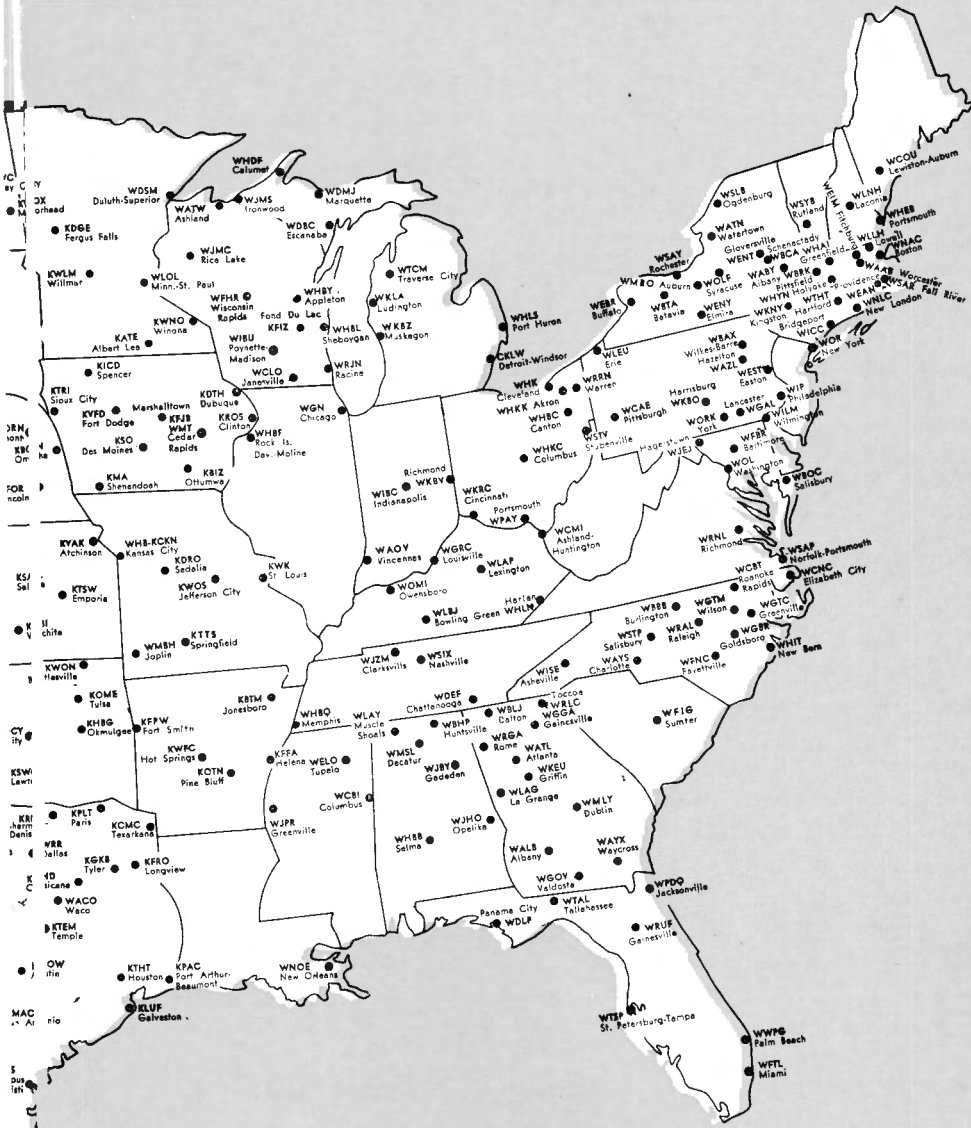 WHDF
Calumet
WDSM
Duluth-Superior
WATW
Ashland
WJMS
Ironwood
WDMJ
Marquette
WDBC
Escanaba
KDGE
Fergus Falls
WJMC
Rice Lake
KWLM
Willmar
WLOL
Minn.-St. Paul
WTCM
Traverse City
WHBY
Appleton
WFHR
Wisconsin
Rapids
WKLA
Ludington
Fond Du Lac
KFIZ
WHBL
Sheboygan
WKBZ
Muskegon
KWNO
Winona
KATE
Albert Lea
WIBU
Poynette-
Madison
WHLS
Port Huron
CKLW
Detroit-Windsor
KICD
Spencer
WCLO
Janesville
WRJN
Racine
KTRI
Sioux City
KDTH
Dubuque
KVFD
Fort Dodge
Marshalltown
KFJB
WMT
Cedar
Rapids
KROS
Clinton
WGN
Chicago
KSO
Des Moines
WHBF
Rock Is.
Dav.-Moline
KMA
Shenandoah
KBIZ
Ottumwa
WCOU
Lewiston-Auburn
WSLB
Ogdenburg
WSYB
Rutland
WEIM Fitchburg
WLNH
Laconia
WHEB
Portsmouth
WATN
Watertown
Gloversville
WENT
Schenectady
WBCA
WHAI
Greenfield
WLLH
Lowell
WNAC
Boston
WSAY
Rochester
WMBO Auburn
WOLF
Syracuse
WABY
Albany
WBRK
Pittsfield
WAAB Worcester
WSAR Fall River
Providence
WEAN
WEBR
Buffalo
WBTA
Batavia
WENY
Elmira
WHYN
Holyoke
WKNY
Kingston
WTHT
Hartford
WNLC
New London
Bridgeport
WICC
WOR
New York
WLEU
Erie
WBAX
Wilkes-Barre
Hazelton
WAZL
WEST
Easton
WHK
Cleveland
WRRN
Warren
WHKK Akron
WHBC
Canton
WCAE
Pittsburgh
Harrisburg
WKBO
Lancaster
WGAL
WORK
York
WIP
Philadelphia
WILM
Wilmington
WHKC
Columbus
WSTV
Stubenville
Hagerstown
WJEJ
WFBR
Baltimore
WOL
Washington
WBOC
Salisbury
Richmond
WKBY
WIBC
Indianapolis
WKRC
Cincinnati
Portsmouth
WPAY
WCMI
Ashland-
Huntington
WRNL
Richmond
WSAP
Norfolk-Portsmouth
KVAK
Atchinson
WHB-KCKN
Kansas City
KDRO
Sedalia
KWOS
Jefferson City
KWK
St Louis
WAOV
Vincennes
WGRC
Louisville
WLAP
Lexington
WCBT
Roanoke
Rapids
WCNC
Elizabeth City
KTSW
Emporia
WOMI
Owensboro
WLBJ
Bowling Green
Harlan
WHLN
WBBB
Burlington
WGTM
Wilson
WGTC
Greenville
WMBH
Joplin
KTTS
Springfield
WSTP
Salisbury
WRAL
Raleigh
WGBR
Goldsboro
WHIT
New Bern
KWON
WJZM
Clarksville
WSIX
Nashville
WISE
Asheville
WAYS
Charlotte
WFNC
Fayettville
KOME
Tulsa
KBTM
Jonesboro
WDEF
Chattanooga
Toccoa
WRLC
KHBG
Okmulgee
KFPW
Fort Smith
WHBQ
Memphis
WLAY
Muscle
Shoals
WBHP
Huntsville
WBLJ
Dalton
WGGA
Gainesville
WFIG
Sumter
KWFC
Hot Springs
KFFA
Helena
WELO
Tupelo
WMSL
Decatur
WRGA
Rome
WATL
Atlanta
KOTN
Pine Bluff
WJBY
Gadsden
WKEU
Griffin
WCBI
Columbus
WLAG
La Grange
KPLT
Paris
KCMC
Texarkana
WJPR
Greenville
WJHO
Opelika
WMLY
Dublin
WHBB
Selma
WRR
KGKB
Tyler
KFRO
Longview
WALB
Albany
WAYX
Waycross
WACO
Waco
WGOV
Valdosta
WPDQ
Jacksonville
KTEM
Temple
Panama City
WDLP
WTAL
Tallahassee
WRUF
Gainesville
KTHT
Houston
KPAC
Port Arthur-
Beaumont
WNOE
New Orleans
KLUF
Galveston
WTSP
St. Petersburg-Tampa
WWPG
Palm Beach
WFTL
Miami